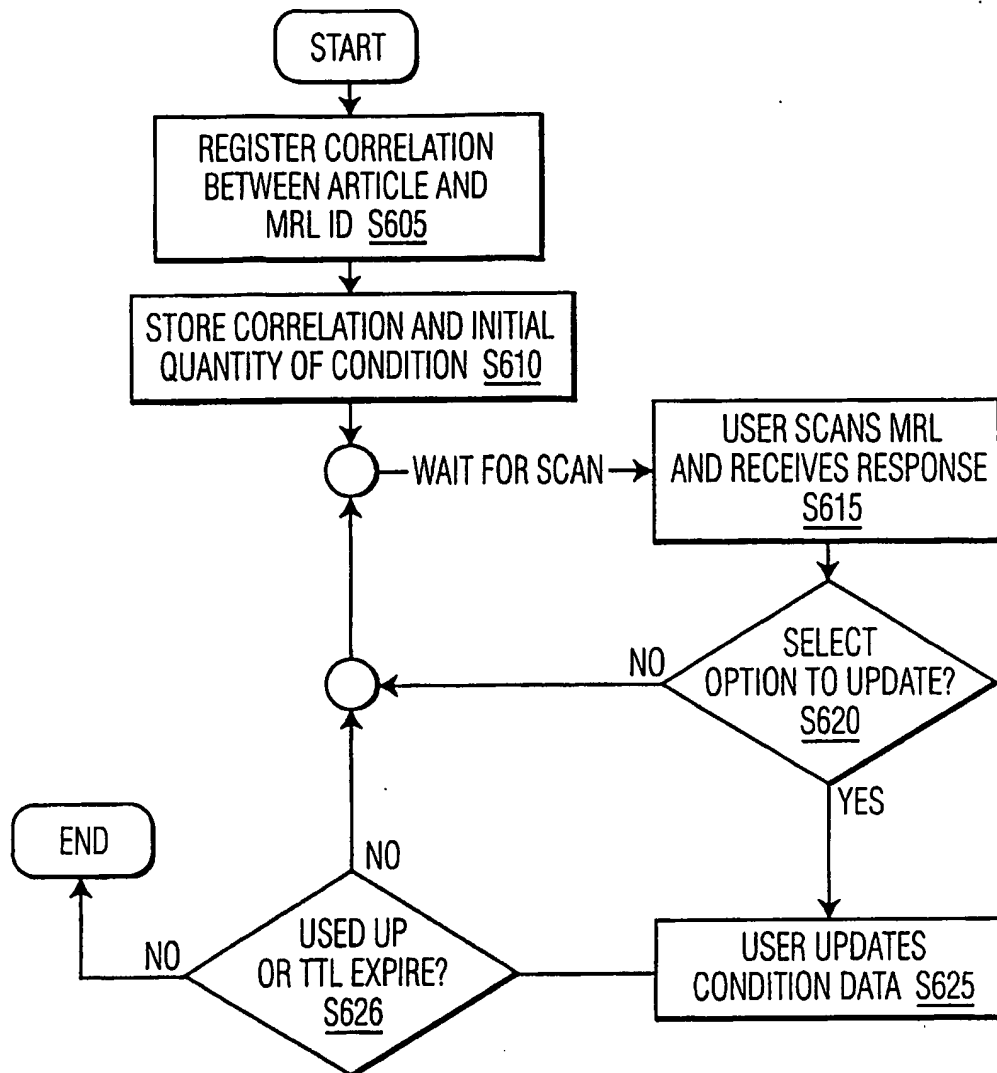 START
REGISTER CORRELATION
BETWEEN ARTICLE AND
MRL ID S605
STORE CORRELATION AND INITIAL
QUANTITY OF CONDITION S610
WAIT FOR SCAN
USER SCANS MRL
AND RECEIVES RESPONSE
S615
SELECT
OPTION TO UPDATE?
S620
NO
YES
USER UPDATES
CONDITION DATA S625
USED UP
OR TTL EXPIRE?
S626
NO
NO
END